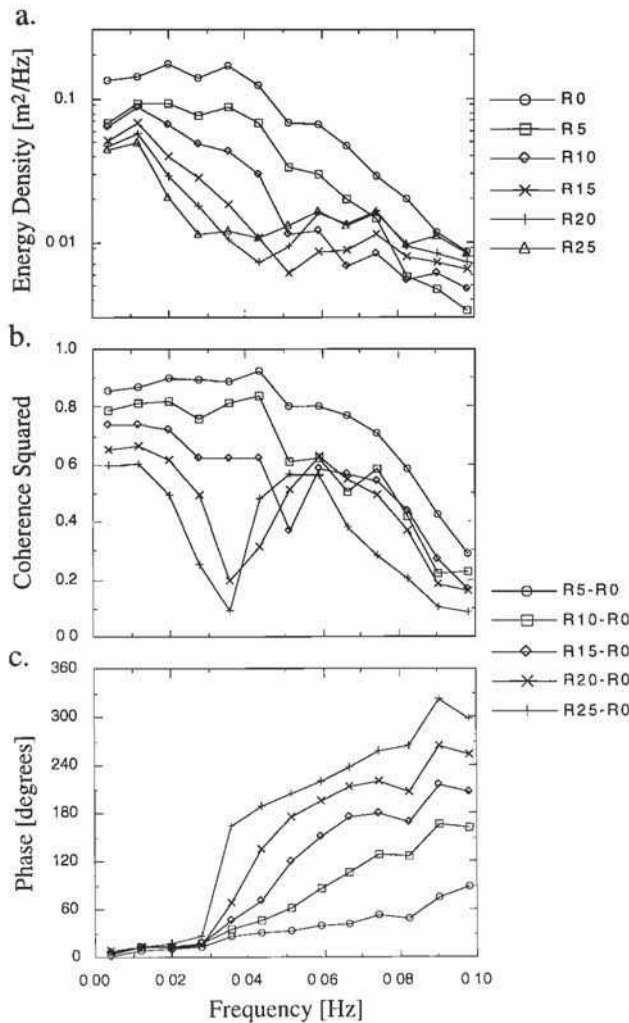 a.
Energy Density [m²/Hz]
0.1
0 01
R0
R5
R10
R15
R20
R25
b.
Coherence Squared
1.0
0.8
0.6
0.4
0.2
0 0
R5-R0
R10-R0
R15-R0
R20-R0
R25-R0
c.
Phase [degrees]
360
300
240
180
120
60
0
0 00 0 02 0 04 0 06 0 08 0 10
Frequency [Hz]